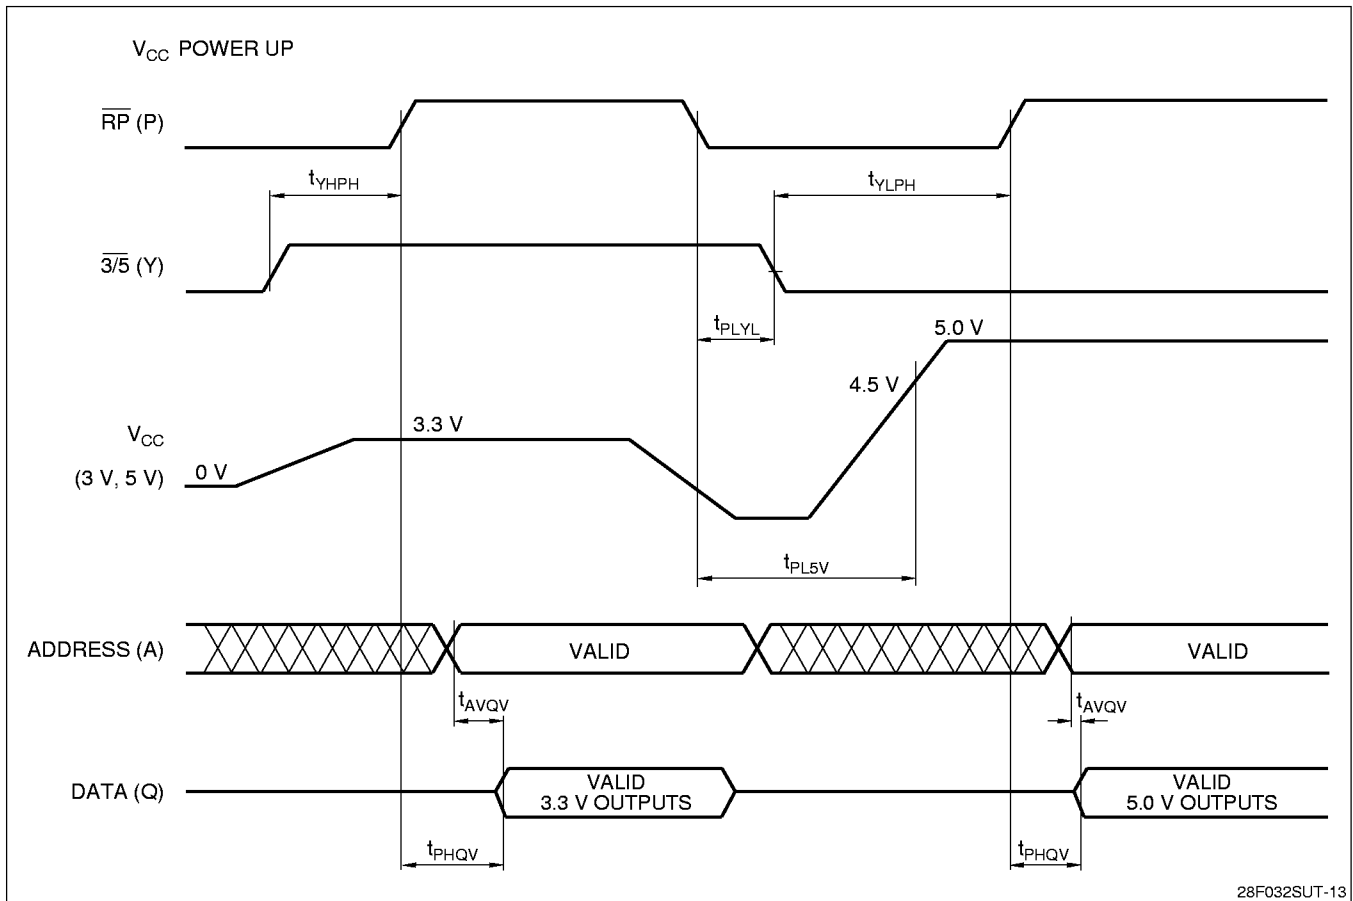 VCC POWER UP
RP (P)
tYHPH
tYLPH
3/5 (Y)
tPLYL
5.0 V
4.5 V
VCC
3.3 V
(3 V, 5 V)
0 V
tPL5V
ADDRESS (A)
VALID
VALID
tAVQV
tAVQV
DATA (Q)
VALID
3.3 V OUTPUTS
VALID
5.0 V OUTPUTS
tPHQV
tPHQV
28F032SUT-13